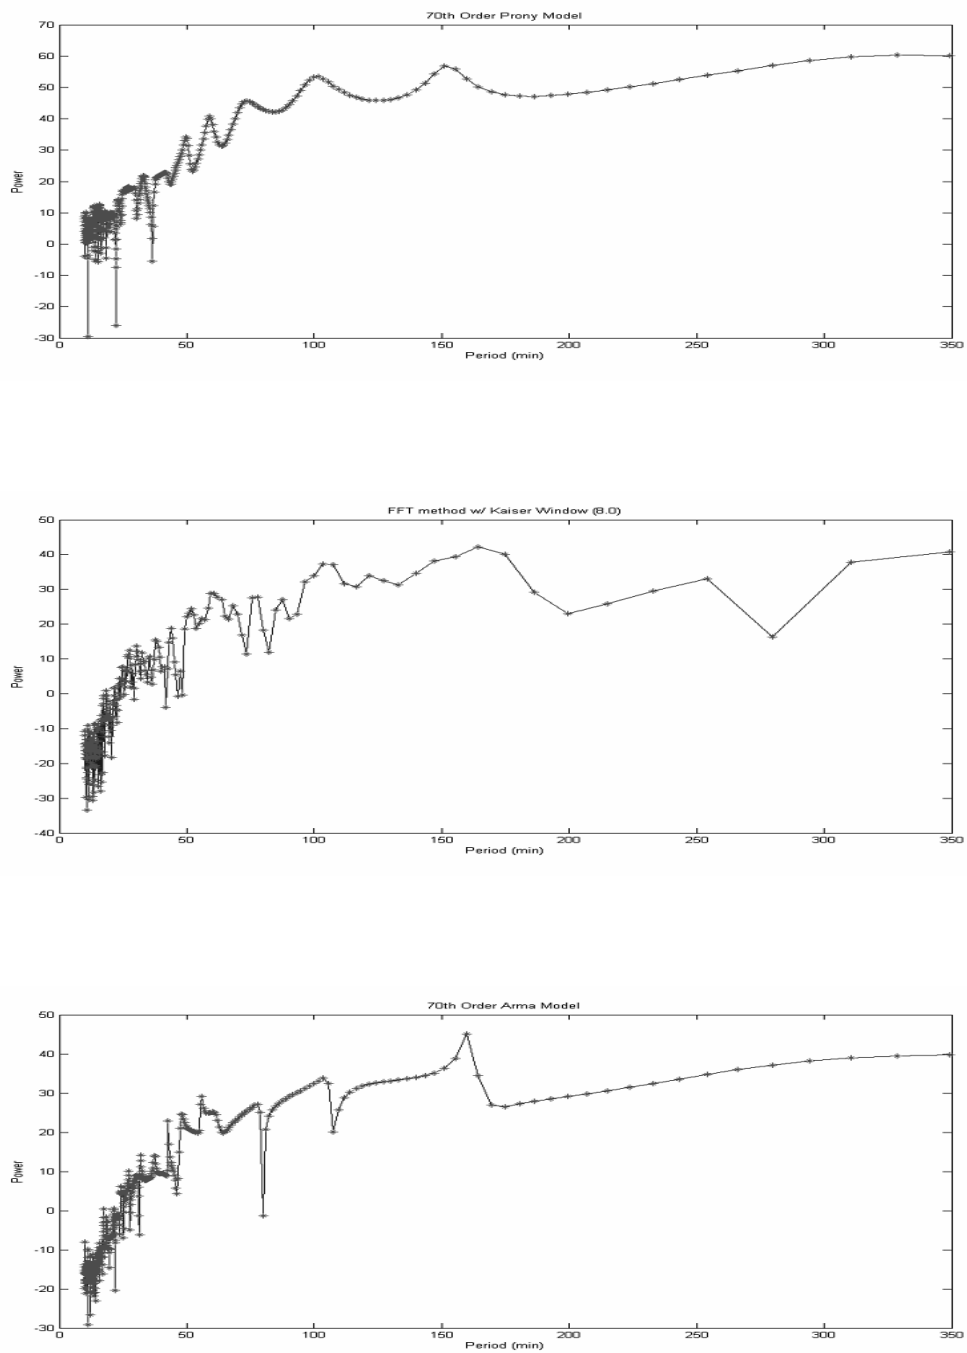 70th Order Prony Model
70
60
50
40
30
20
10
0
-10
-20
-30
Power
0 50 100 150 200 250 300 350
Period (min)
FFT method w/ Kaiser Window (8.0)
50
40
30
20
10
0
-10
-20
-30
-40
Power
0 50 100 150 200 250 300 350
Period (min)
70th Order Arma Model
50
40
30
20
10
0
-10
-20
-30
Power
0 50 100 150 200 250 300 350
Period (min)